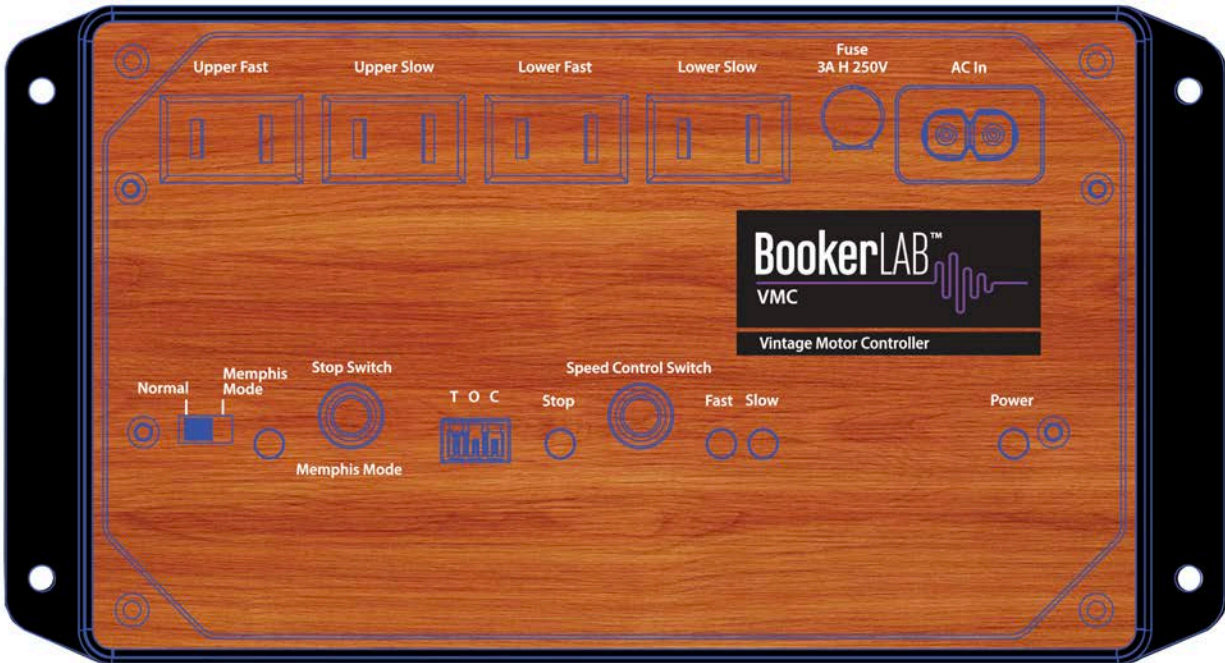 Upper Fast
Upper Slow
Lower Fast
Lower Slow
Fuse
3A H 250V
AC In
BookerLAB™
VMC
Vintage Motor Controller
Normal
Memphis
Mode
Stop Switch
Memphis Mode
T O C
Stop
Speed Control Switch
Fast
Slow
Power